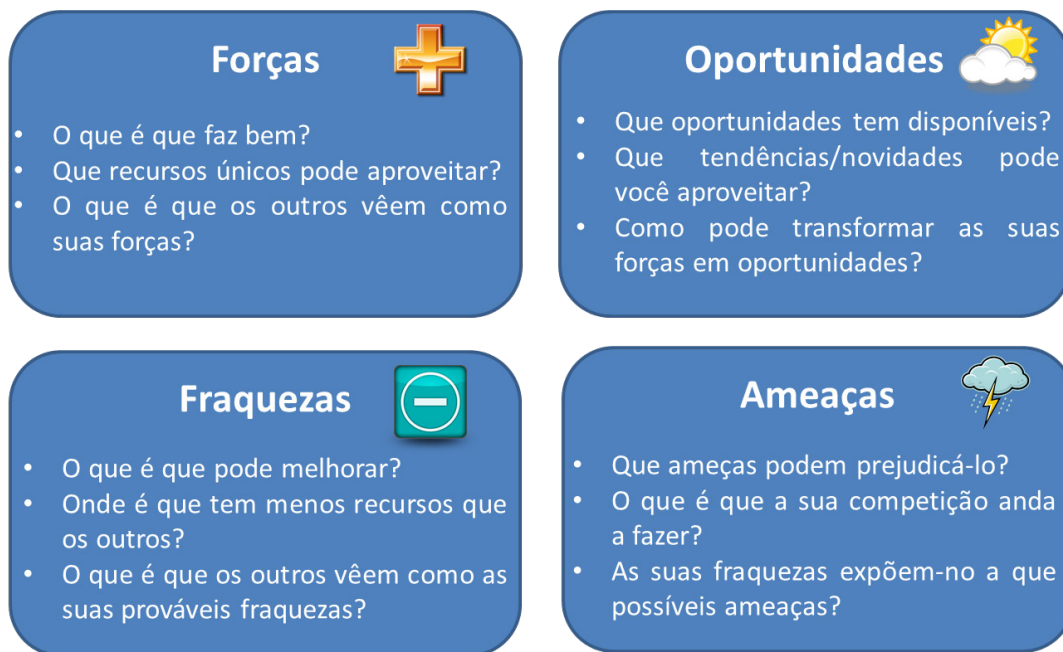 Forças
• O que é que faz bem?
• Que recursos únicos pode aproveitar?
• O que é que os outros vêem como
suas forças?
Oportunidades
• Que oportunidades tem disponíveis?
• Que tendências/novidades pode
você aproveitar?
• Como pode transformar as suas
forças em oportunidades?
Fraquezas
• O que é que pode melhorar?
• Onde é que tem menos recursos que
os outros?
• O que é que os outros vêem como as
suas prováveis fraquezas?
Ameaças
• Que ameças podem prejudicá-lo?
• O que é que a sua competição anda
a fazer?
• As suas fraquezas expõem-no a que
possíveis ameaças?